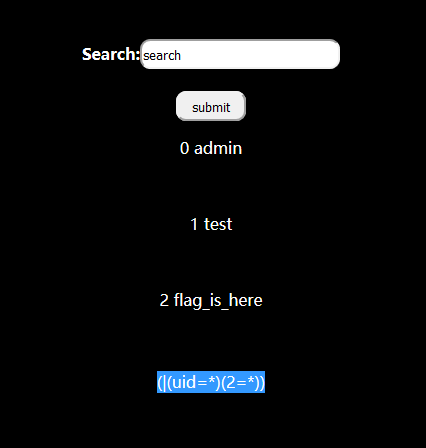 Search: search
submit
0 admin
1 test
2 flag_is_here
(|(uid=*)(2=*))